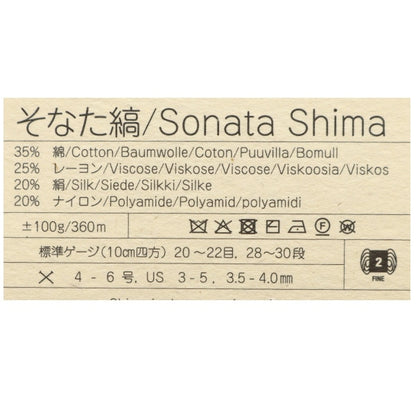 そなた縞/Sonata Shima
35% 綿/Cotton/Baumwolle/Coton/Puuvilla/Bomull
25% レーヨン/Viscose/Viskose/Viscose/Viskoosia/Viskos
20% 絹/Silk/Siede/Silkki/Silke
20% ナイロン/Polyamide/Polyamid/polyamidi
±100g/360m
標準ゲージ(10cm四方) 20〜22目, 28〜30段
4-6号, US 3-5, 3.5-4.0mm
2
FINE